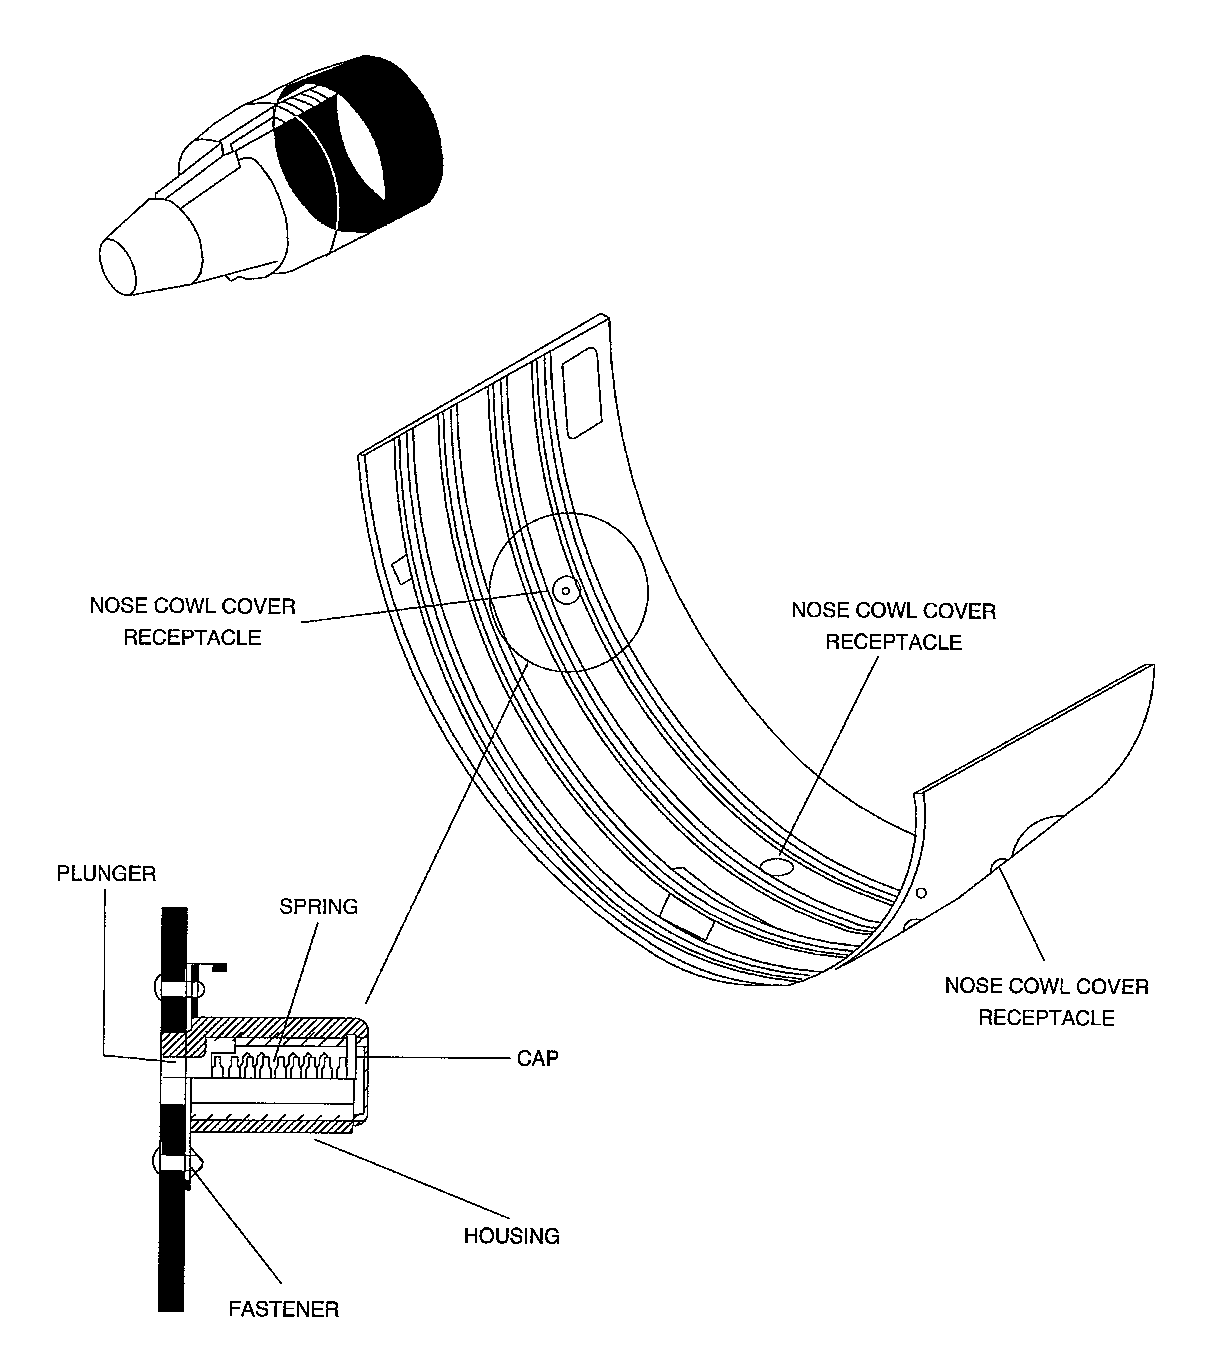 NOSE COWL COVER
RECEPTACLE
NOSE COWL COVER
RECEPTACLE
PLUNGER
SPRING
NOSE COWL COVER
RECEPTACLE
CAP
HOUSING
FASTENER